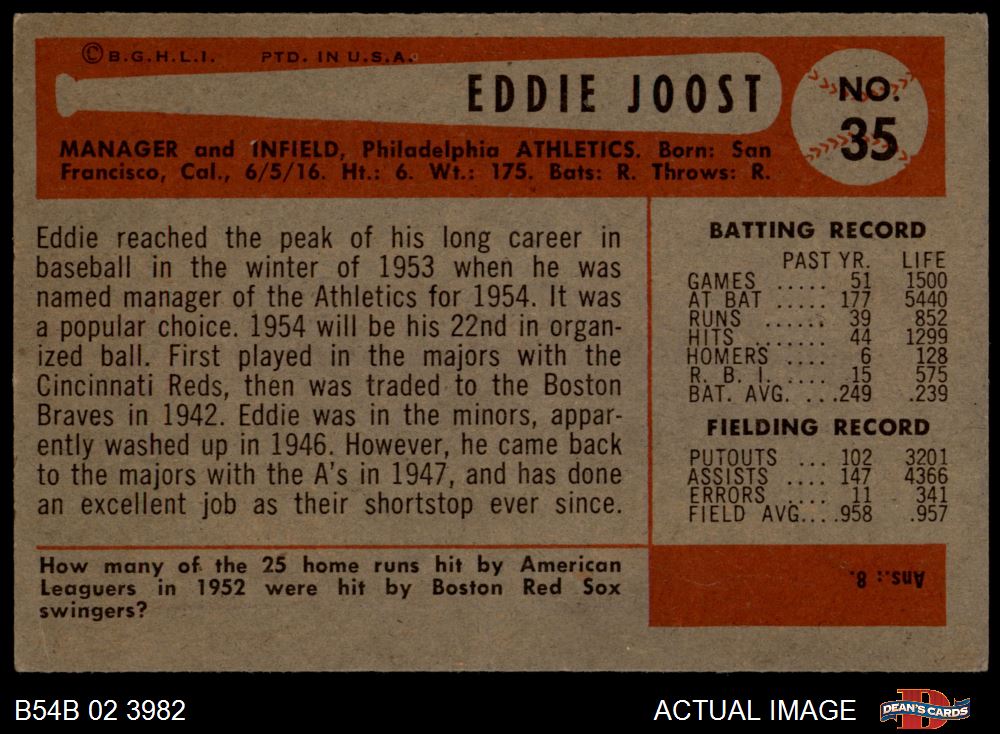 ©B.G.H.L.I. PTD. IN U.S.A.
EDDIE JOOST
NO.
35
MANAGER and INFIELD, Philadelphia ATHLETICS. Born: San
Francisco, Cal., 6/5/16. Ht.: 6. Wt.: 175. Bats: R. Throws: R.
Eddie reached the peak of his long career in
baseball in the winter of 1953 when he was
named manager of the Athletics for 1954. It was
a popular choice. 1954 will be his 22nd in organ-
ized ball. First played in the majors with the
Cincinnati Reds, then was traded to the Boston
Braves in 1942. Eddie was in the minors, appar-
ently washed up in 1946. However, he came back
to the majors with the A's in 1947, and has done
an excellent job as their shortstop ever since.
How many of the 25 home runs hit by American
Leaguers in 1952 were hit by Boston Red Sox
swingers?
BATTING RECORD
PAST YR. LIFE
GAMES ..... 51 1500
AT BAT ..... 177 5440
RUNS ...... 39 852
HITS ....... 44 1299
HOMERS .... 6 128
R. B. I. .... 15 575
BAT. AVG. ...249 .239
FIELDING RECORD
PUTOUTS ... 102 3201
ASSISTS .... 147 4366
ERRORS .... 11 341
FIELD AVG....958 .957
Ans.: 8.
B54B 02 3982
ACTUAL IMAGE
D
DEAN'S CARDS